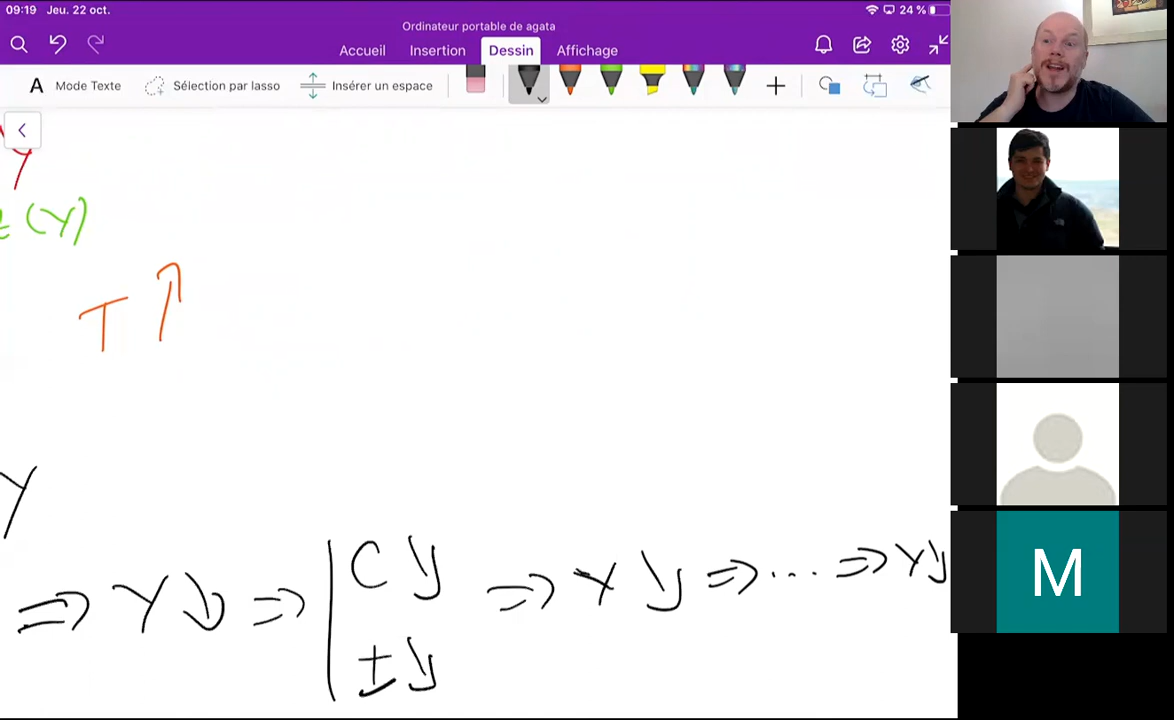 09:19 Jeu. 22 oct. 24 %
Ordinateur portable de agata
Accueil Insertion Dessin Affichage
A Mode Texte Sélection par lasso Insérer un espace
Y
(Y)
T ↑
Y
⇒ Y ↓ ⇒ | C ↓ ⇒ Y ↓ ⇒ ... ⇒ Y ↓
I ↓
M